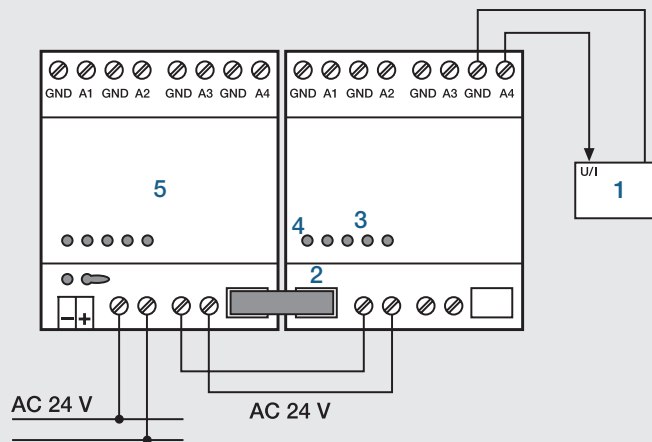 GND A1 GND A2 GND A3 GND A4
GND A1 GND A2 GND A3 GND A4
U/I
1
5
4
3
2
− +
AC 24 V
AC 24 V